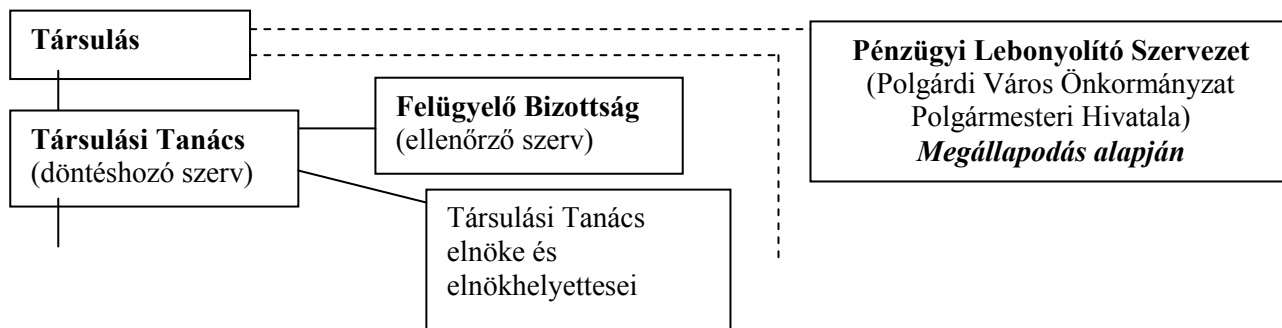 Társulás
Társulási Tanács
(döntéshozó szerv)
Felügyelő Bizottság
(ellenőrző szerv)
Társulási Tanács
elnöke és
elnökhelyettesei
Pénzügyi Lebonyolító Szervezet
(Polgárdi Város Önkormányzat
Polgármesteri Hivatala)
Megállapodás alapján